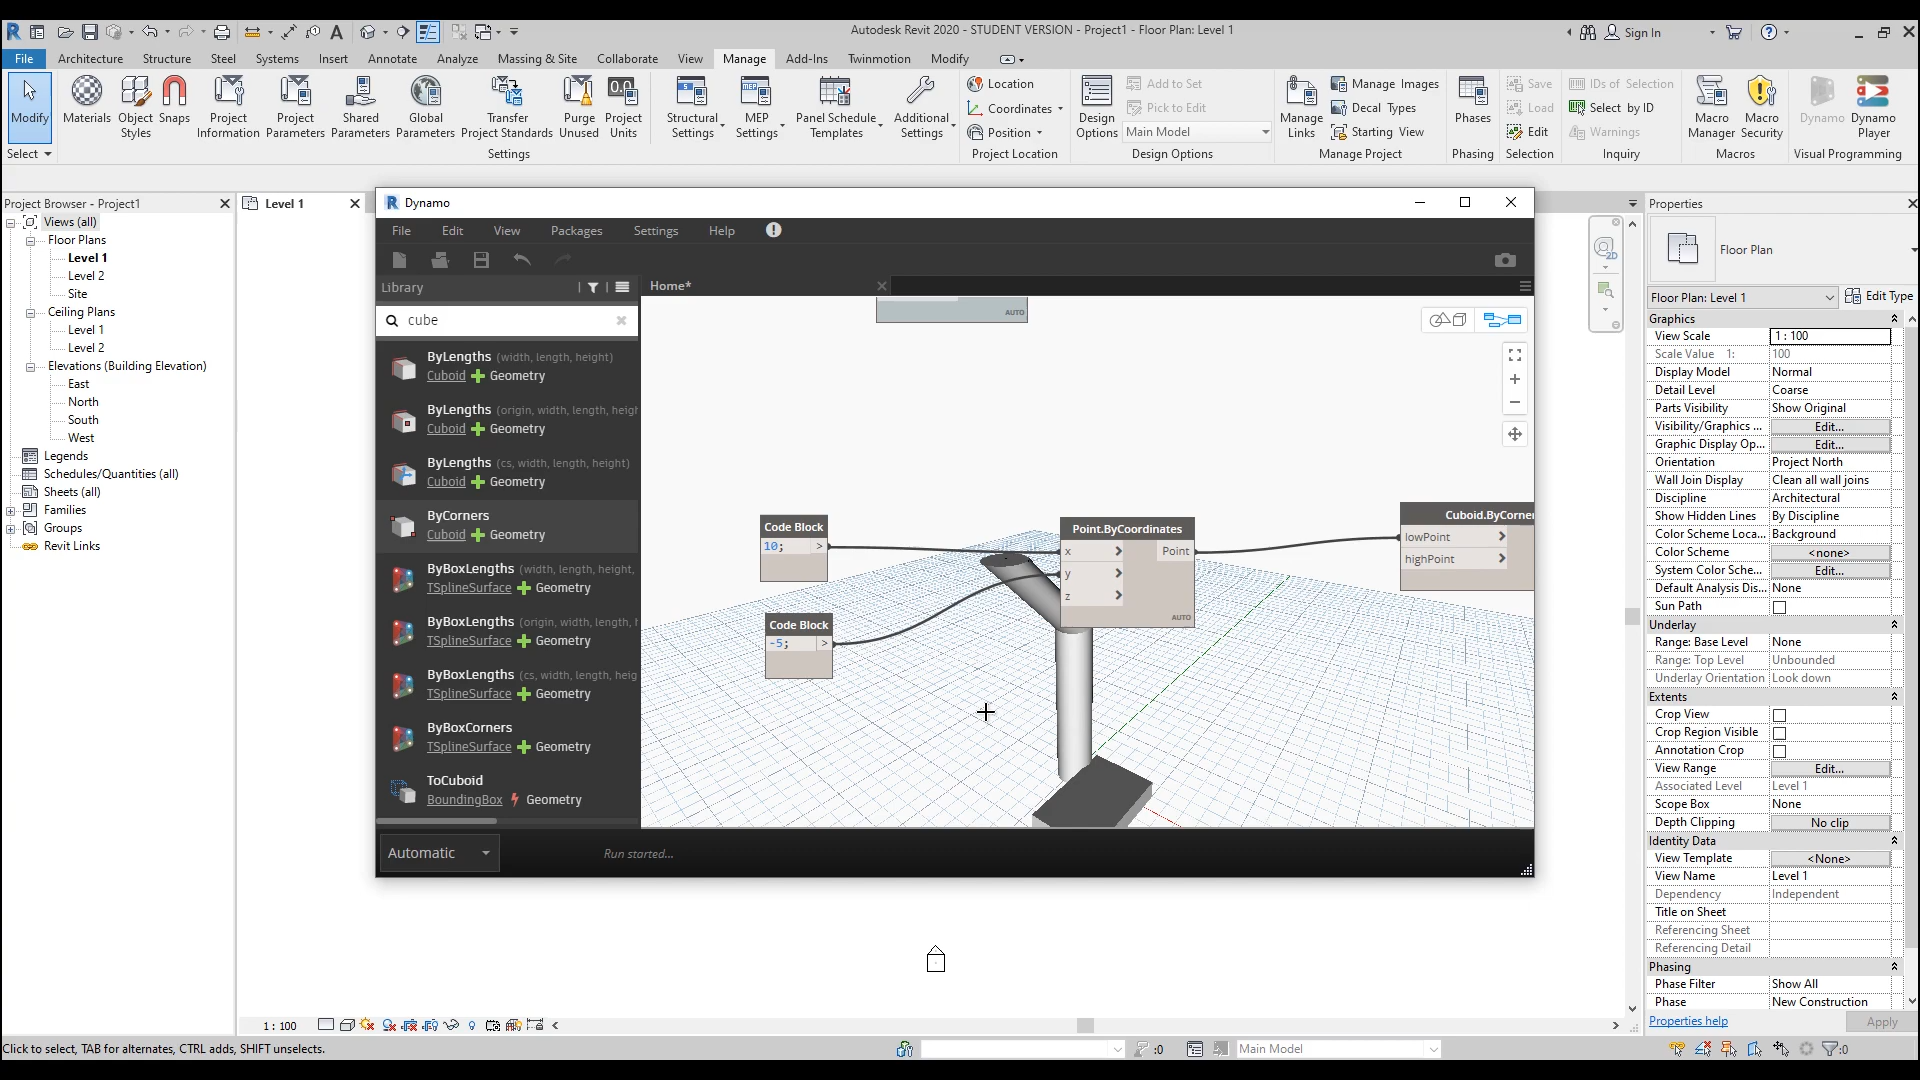 Autodesk Revit 2020 - STUDENT VERSION - Project1 - Floor Plan: Level 1
Sign In
File Architecture Structure Steel Systems Insert Annotate Analyze Massing & Site Collaborate View Manage Add-Ins Twinmotion Modify
Modify
Materials
Object Styles
Snaps
Project Information
Project Parameters
Shared Parameters
Global Parameters
Transfer Project Standards
Purge Unused
Project Units
Structural Settings
MEP Settings
Panel Schedule Templates
Additional Settings
Location
Coordinates
Position
Design Options
Add to Set
Pick to Edit
Main Model
Manage Links
Manage Images
Decal Types
Starting View
Phases
Save
Load
Edit
IDs of Selection
Select by ID
Warnings
Macro Manager
Macro Security
Dynamo
Dynamo Player
Select
Settings
Project Location
Design Options
Manage Project
Phasing
Selection
Inquiry
Macros
Visual Programming
Project Browser - Project1
Views (all)
Floor Plans
Level 1
Level 2
Site
Ceiling Plans
Level 1
Level 2
Elevations (Building Elevation)
East
North
South
West
Legends
Schedules/Quantities (all)
Sheets (all)
Families
Groups
Revit Links
Level 1
Dynamo
File Edit View Packages Settings Help
Library
Home*
cube
ByLengths (width, length, height)
Cuboid Geometry
ByLengths (origin, width, length, heigh
Cuboid Geometry
ByLengths (cs, width, length, height)
Cuboid Geometry
ByCorners
Cuboid Geometry
ByBoxLengths (width, length, height,
TSplineSurface Geometry
ByBoxLengths (origin, width, length, h
TSplineSurface Geometry
ByBoxLengths (cs, width, length, heig
TSplineSurface Geometry
ByBoxCorners
TSplineSurface Geometry
ToCuboid
BoundingBox Geometry
AUTO
Code Block
10; >
Code Block
-5; >
Point.ByCoordinates
x > Point
y >
z >
AUTO
Cuboid.ByCorner
lowPoint >
highPoint >
Automatic
Run started...
Properties
Floor Plan
Floor Plan: Level 1 Edit Type
Graphics
View Scale 1 : 100
Scale Value 1: 100
Display Model Normal
Detail Level Coarse
Parts Visibility Show Original
Visibility/Graphics ... Edit...
Graphic Display Op... Edit...
Orientation Project North
Wall Join Display Clean all wall joins
Discipline Architectural
Show Hidden Lines By Discipline
Color Scheme Loca... Background
Color Scheme <none>
System Color Sche... Edit...
Default Analysis Dis... None
Sun Path
Underlay
Range: Base Level None
Range: Top Level Unbounded
Underlay Orientation Look down
Extents
Crop View
Crop Region Visible
Annotation Crop
View Range Edit...
Associated Level Level 1
Scope Box None
Depth Clipping No clip
Identity Data
View Template <None>
View Name Level 1
Dependency Independent
Title on Sheet
Referencing Sheet
Referencing Detail
Phasing
Phase Filter Show All
Phase New Construction
Properties help Apply
1 : 100
Click to select, TAB for alternates, CTRL adds, SHIFT unselects.
:0
Main Model
:0